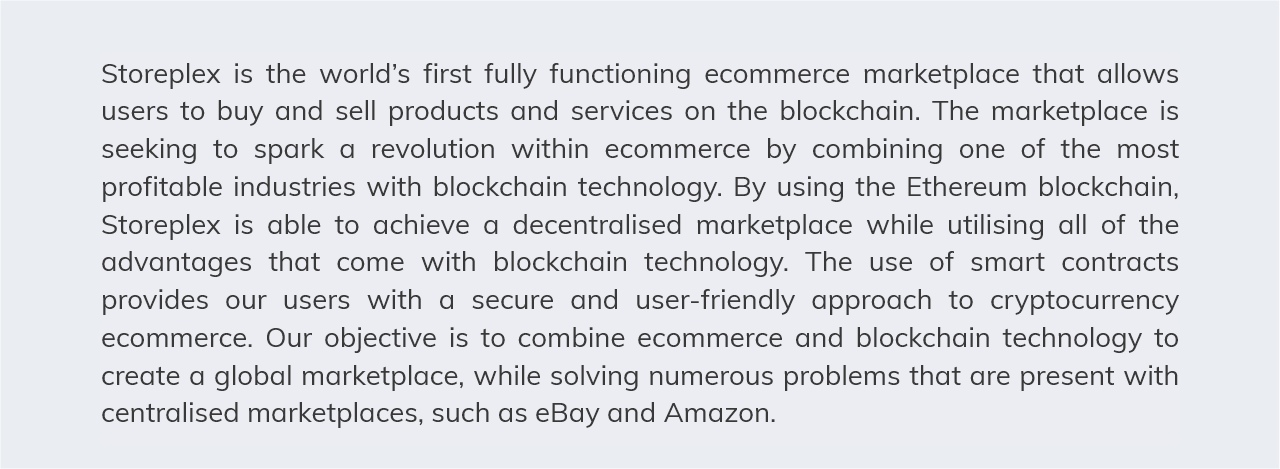 Storeplex is the world’s first fully functioning ecommerce marketplace that allows
users to buy and sell products and services on the blockchain. The marketplace is
seeking to spark a revolution within ecommerce by combining one of the most
profitable industries with blockchain technology. By using the Ethereum blockchain,
Storeplex is able to achieve a decentralised marketplace while utilising all of the
advantages that come with blockchain technology. The use of smart contracts
provides our users with a secure and user-friendly approach to cryptocurrency
ecommerce. Our objective is to combine ecommerce and blockchain technology to
create a global marketplace, while solving numerous problems that are present with
centralised marketplaces, such as eBay and Amazon.